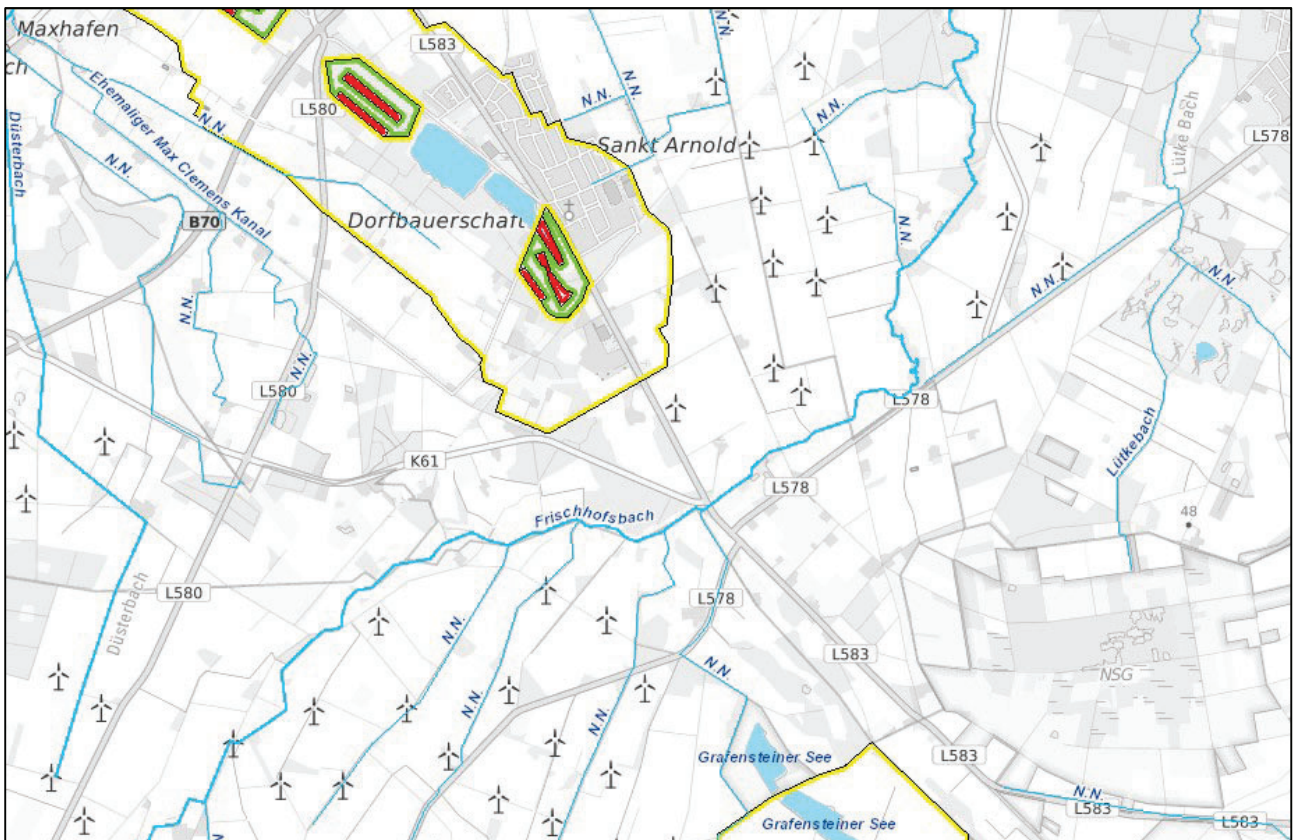 Maxhafen
L583
N.N.
ch
Ehemaliger Max Clemens Kanal
L580
N.N.
N.N.
N.N.
N.N.
Düsterbach
N.N.
Sankt Arnold
Lütke Bach
L578
B70
Dorfbauerschaft
N.N.
N.N.
N.N.
N.N.
N.N.
L580
L578
K61
L578
Lütkebach
Frischhofsbach
48
L580
Düsterbach
L578
N.N.
N.N.
L583
NSG
N.N.
N.N.
Grafensteiner See
L583
N.N.
L583
L583
Grafensteiner See
N.